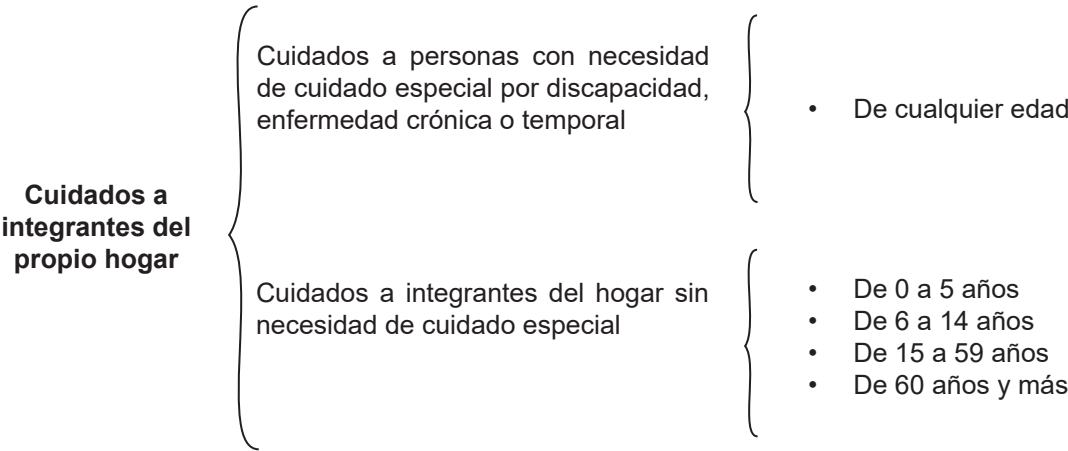 Cuidados a
integrantes del
propio hogar
Cuidados a personas con necesidad
de cuidado especial por discapacidad,
enfermedad crónica o temporal
• De cualquier edad
Cuidados a integrantes del hogar sin
necesidad de cuidado especial
• De 0 a 5 años
• De 6 a 14 años
• De 15 a 59 años
• De 60 años y más